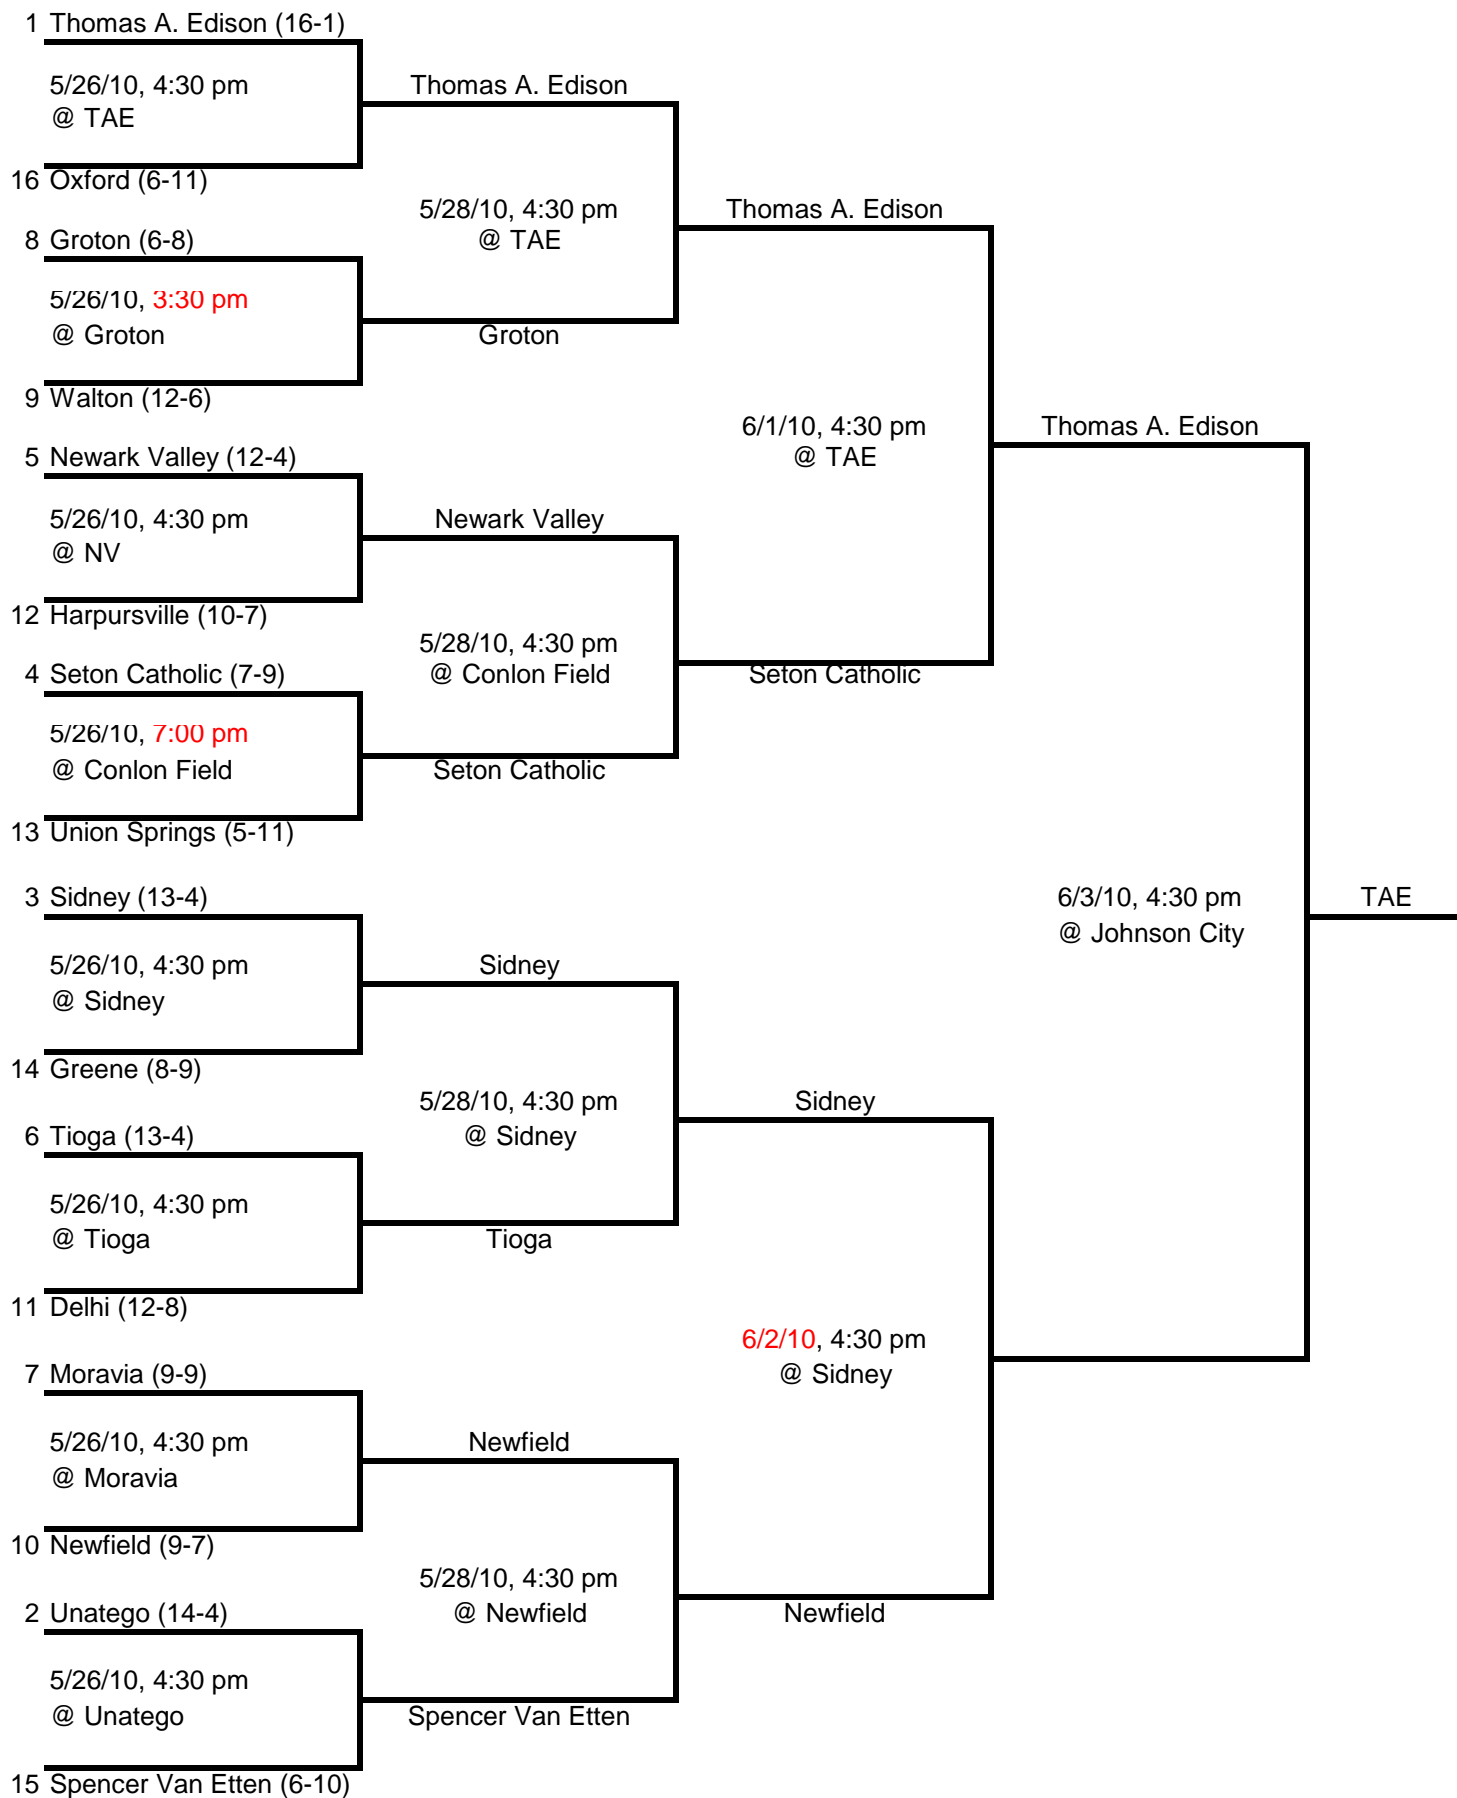 1 Thomas A. Edison (16-1)
5/26/10, 4:30 pm
@ TAE
16 Oxford (6-11)
8 Groton (6-8)
5/26/10, 3:30 pm
@ Groton
9 Walton (12-6)
5 Newark Valley (12-4)
5/26/10, 4:30 pm
@ NV
12 Harpursville (10-7)
4 Seton Catholic (7-9)
5/26/10, 7:00 pm
@ Conlon Field
13 Union Springs (5-11)
3 Sidney (13-4)
5/26/10, 4:30 pm
@ Sidney
14 Greene (8-9)
6 Tioga (13-4)
5/26/10, 4:30 pm
@ Tioga
11 Delhi (12-8)
7 Moravia (9-9)
5/26/10, 4:30 pm
@ Moravia
10 Newfield (9-7)
2 Unatego (14-4)
5/26/10, 4:30 pm
@ Unatego
15 Spencer Van Etten (6-10)
Thomas A. Edison
5/28/10, 4:30 pm
@ TAE
Groton
Newark Valley
5/28/10, 4:30 pm
@ Conlon Field
Seton Catholic
Sidney
5/28/10, 4:30 pm
@ Sidney
Tioga
Newfield
5/28/10, 4:30 pm
@ Newfield
Spencer Van Etten
Thomas A. Edison
6/1/10, 4:30 pm
@ TAE
Seton Catholic
Sidney
6/2/10, 4:30 pm
@ Sidney
Newfield
Thomas A. Edison
6/3/10, 4:30 pm
@ Johnson City
TAE